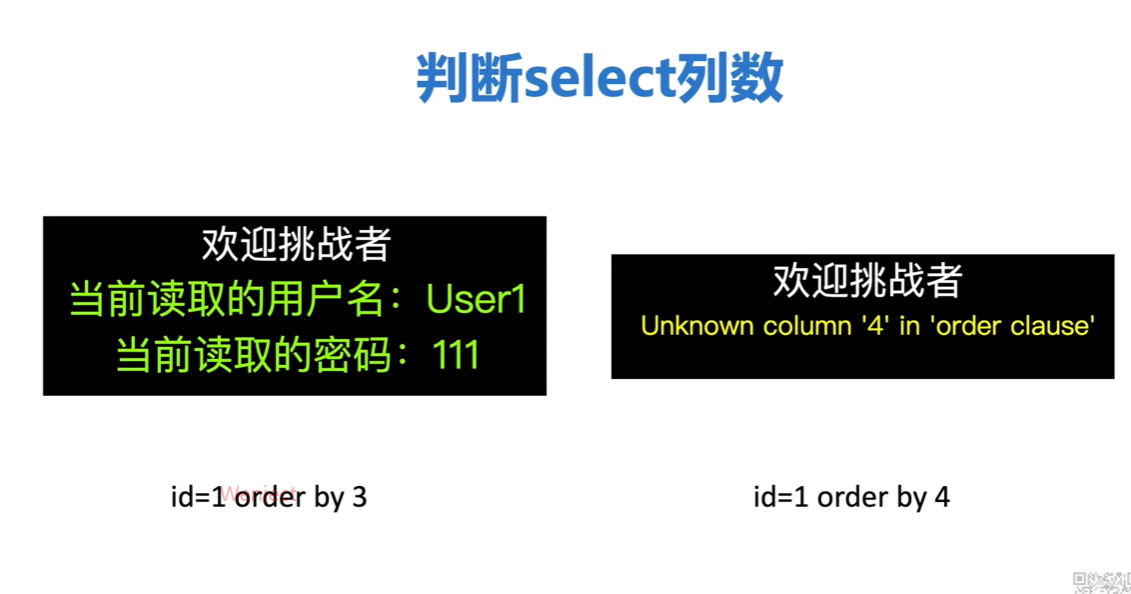 判断select列数
欢迎挑战者
当前读取的用户名：User1
当前读取的密码：111
欢迎挑战者
Unknown column '4' in 'order clause'
id=1 order by 3
id=1 order by 4